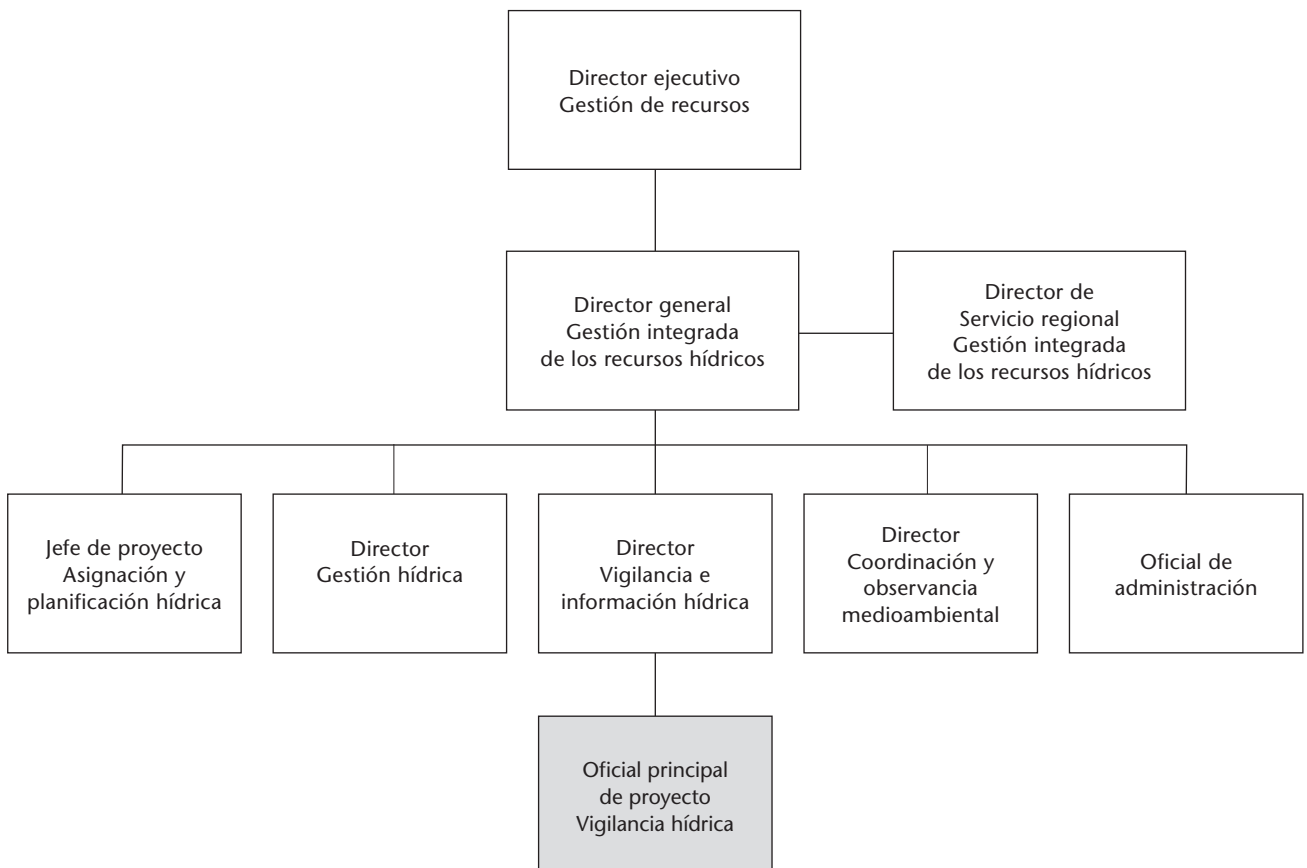 Director ejecutivo
Gestión de recursos
Director general
Gestión integrada
de los recursos hídricos
Director de
Servicio regional
Gestión integrada
de los recursos hídricos
Jefe de proyecto
Asignación y
planificación hídrica
Director
Gestión hídrica
Director
Vigilancia e
información hídrica
Director
Coordinación y
observancia
medioambiental
Oficial de
administración
Oficial principal
de proyecto
Vigilancia hídrica